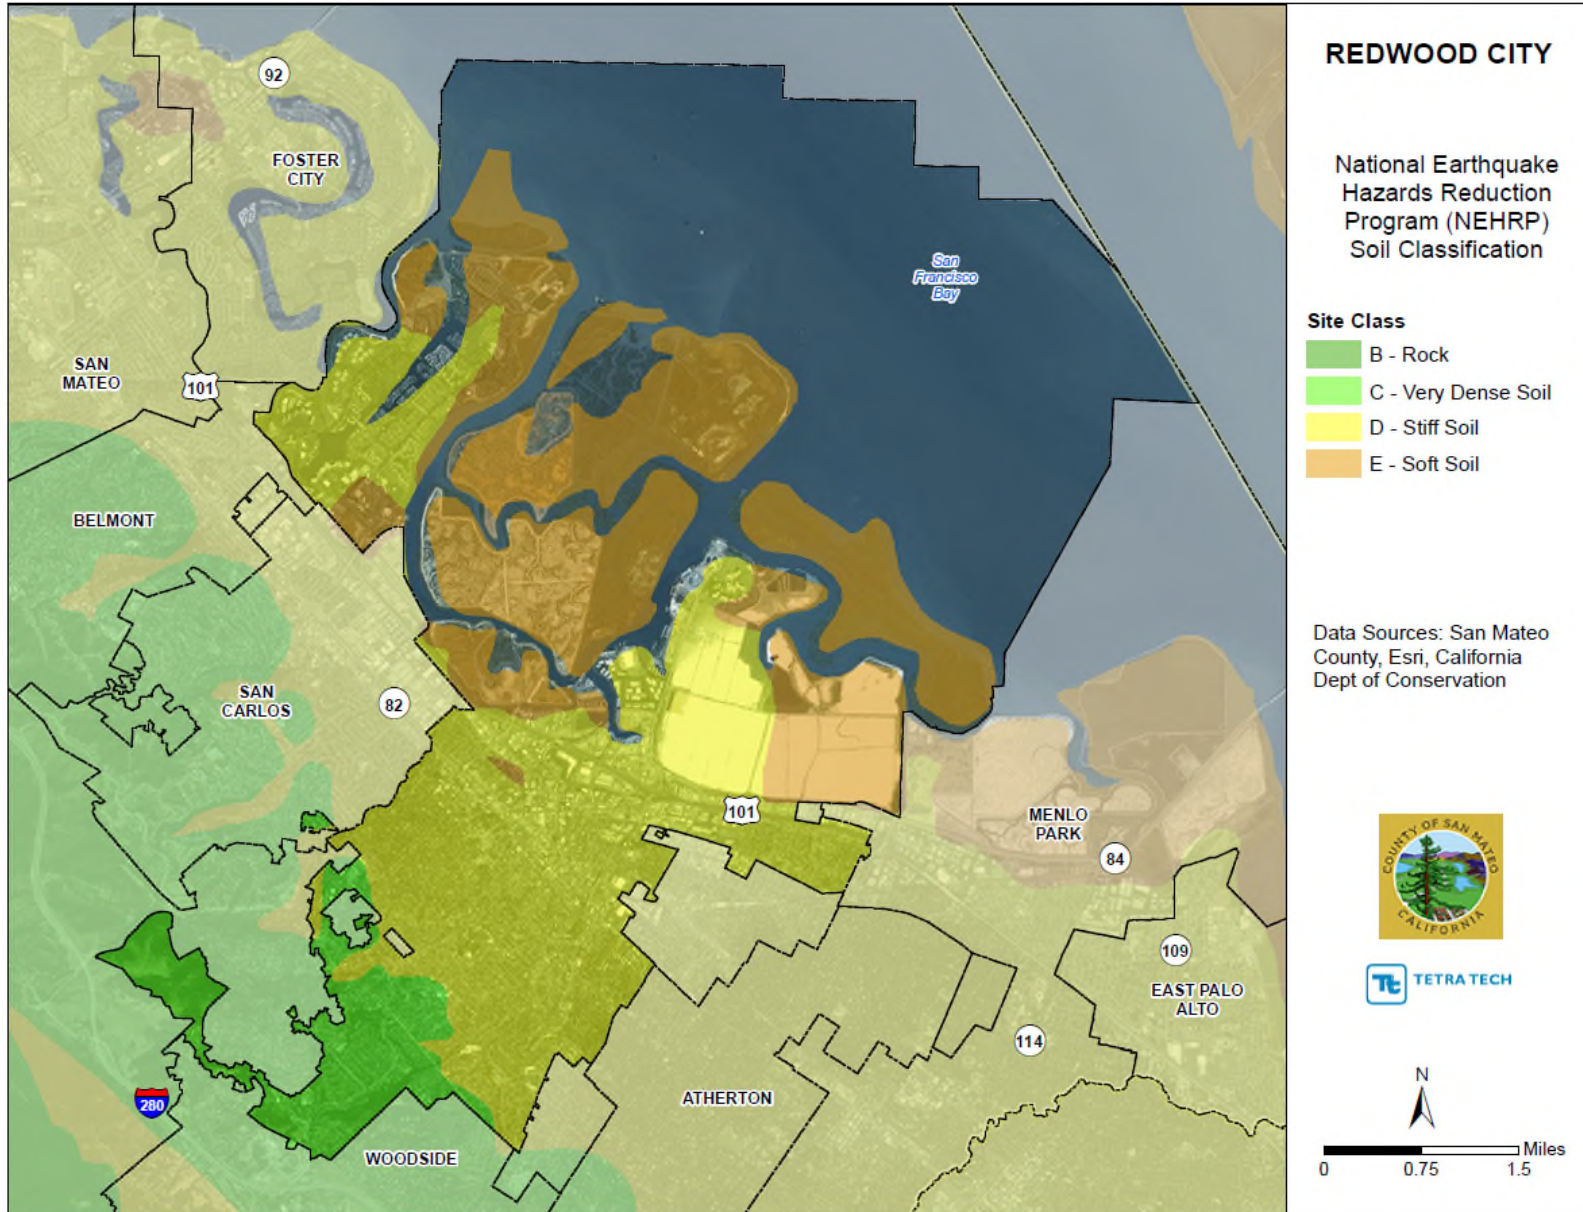 REDWOOD CITY
National Earthquake
Hazards Reduction
Program (NEHRP)
Soil Classification
Site Class
B - Rock
C - Very Dense Soil
D - Stiff Soil
E - Soft Soil
Data Sources: San Mateo
County, Esri, California
Dept of Conservation
COUNTY OF SAN MATEO
CALIFORNIA
Tt TETRA TECH
N
Miles
0 0.75 1.5
92
FOSTER
CITY
San
Francisco
Bay
SAN
MATEO
101
BELMONT
SAN
CARLOS
82
101
MENLO
PARK
84
109
EAST PALO
ALTO
114
280
ATHERTON
WOODSIDE